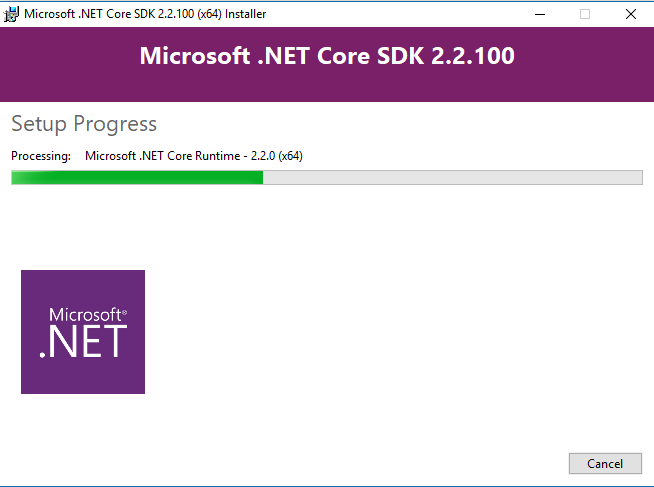 Microsoft .NET Core SDK 2.2.100 (x64) Installer
Microsoft .NET Core SDK 2.2.100
Setup Progress
Processing: Microsoft .NET Core Runtime - 2.2.0 (x64)
Microsoft®
.NET
Cancel